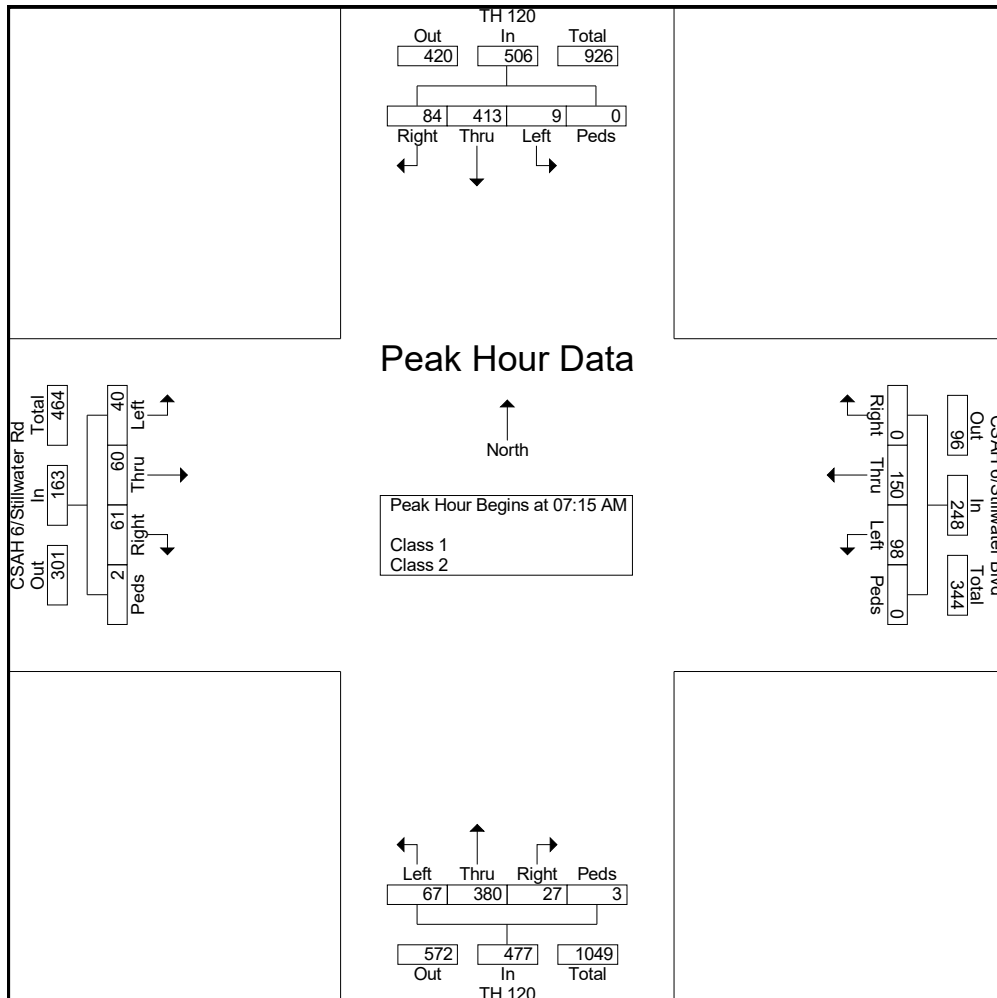 TH 120
Out In Total
420 506 926
84 413 9 0
Right Thru Left Peds
Peak Hour Data
North
Peak Hour Begins at 07:15 AM
Class 1
Class 2
CSAH 6/Stillwater Rd
Out In Total
301 163 464
Left Thru Right Peds
40 60 61 2
CSAH 6/Stillwater Blvd
Out In Total
96 248 344
Right Thru Left Peds
0 150 98 0
Left Thru Right Peds
67 380 27 3
572 477 1049
Out In Total
TH 120